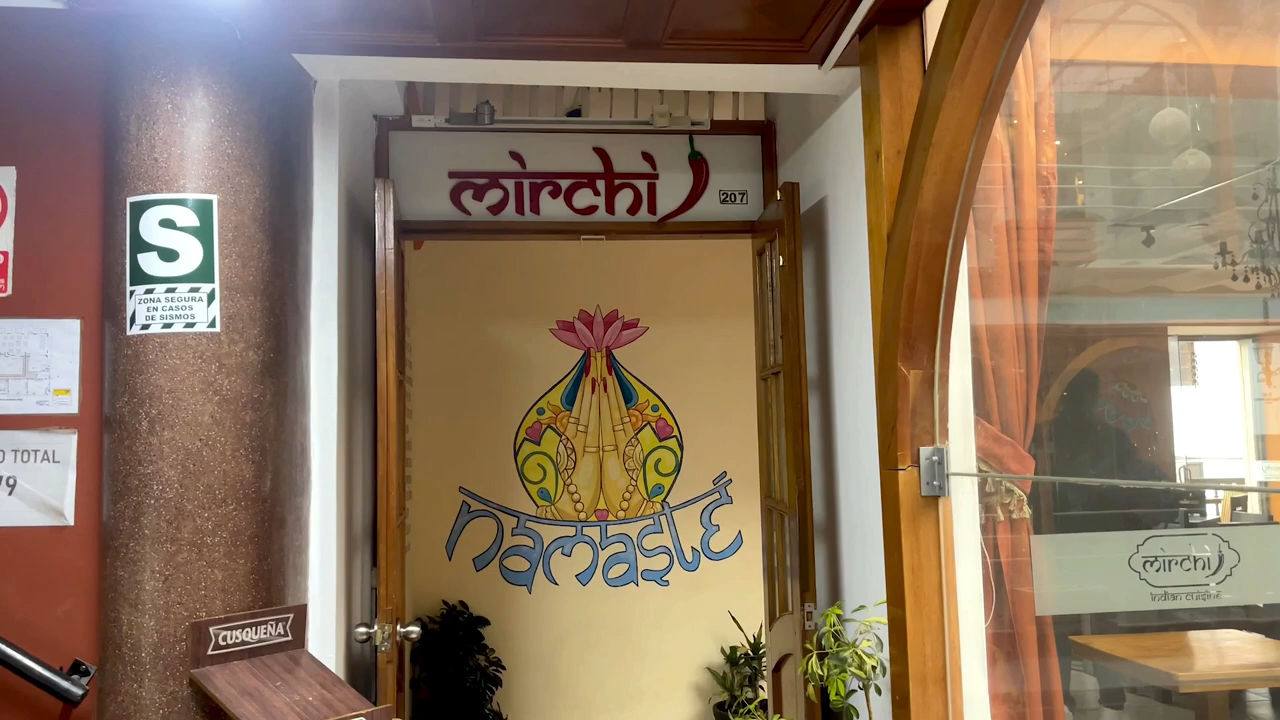 mirchi
207
S
ZONA SEGURA
EN CASOS
DE SISMOS
O TOTAL
79
namasté
CUSQUEÑA
mirchi
indian cuisine